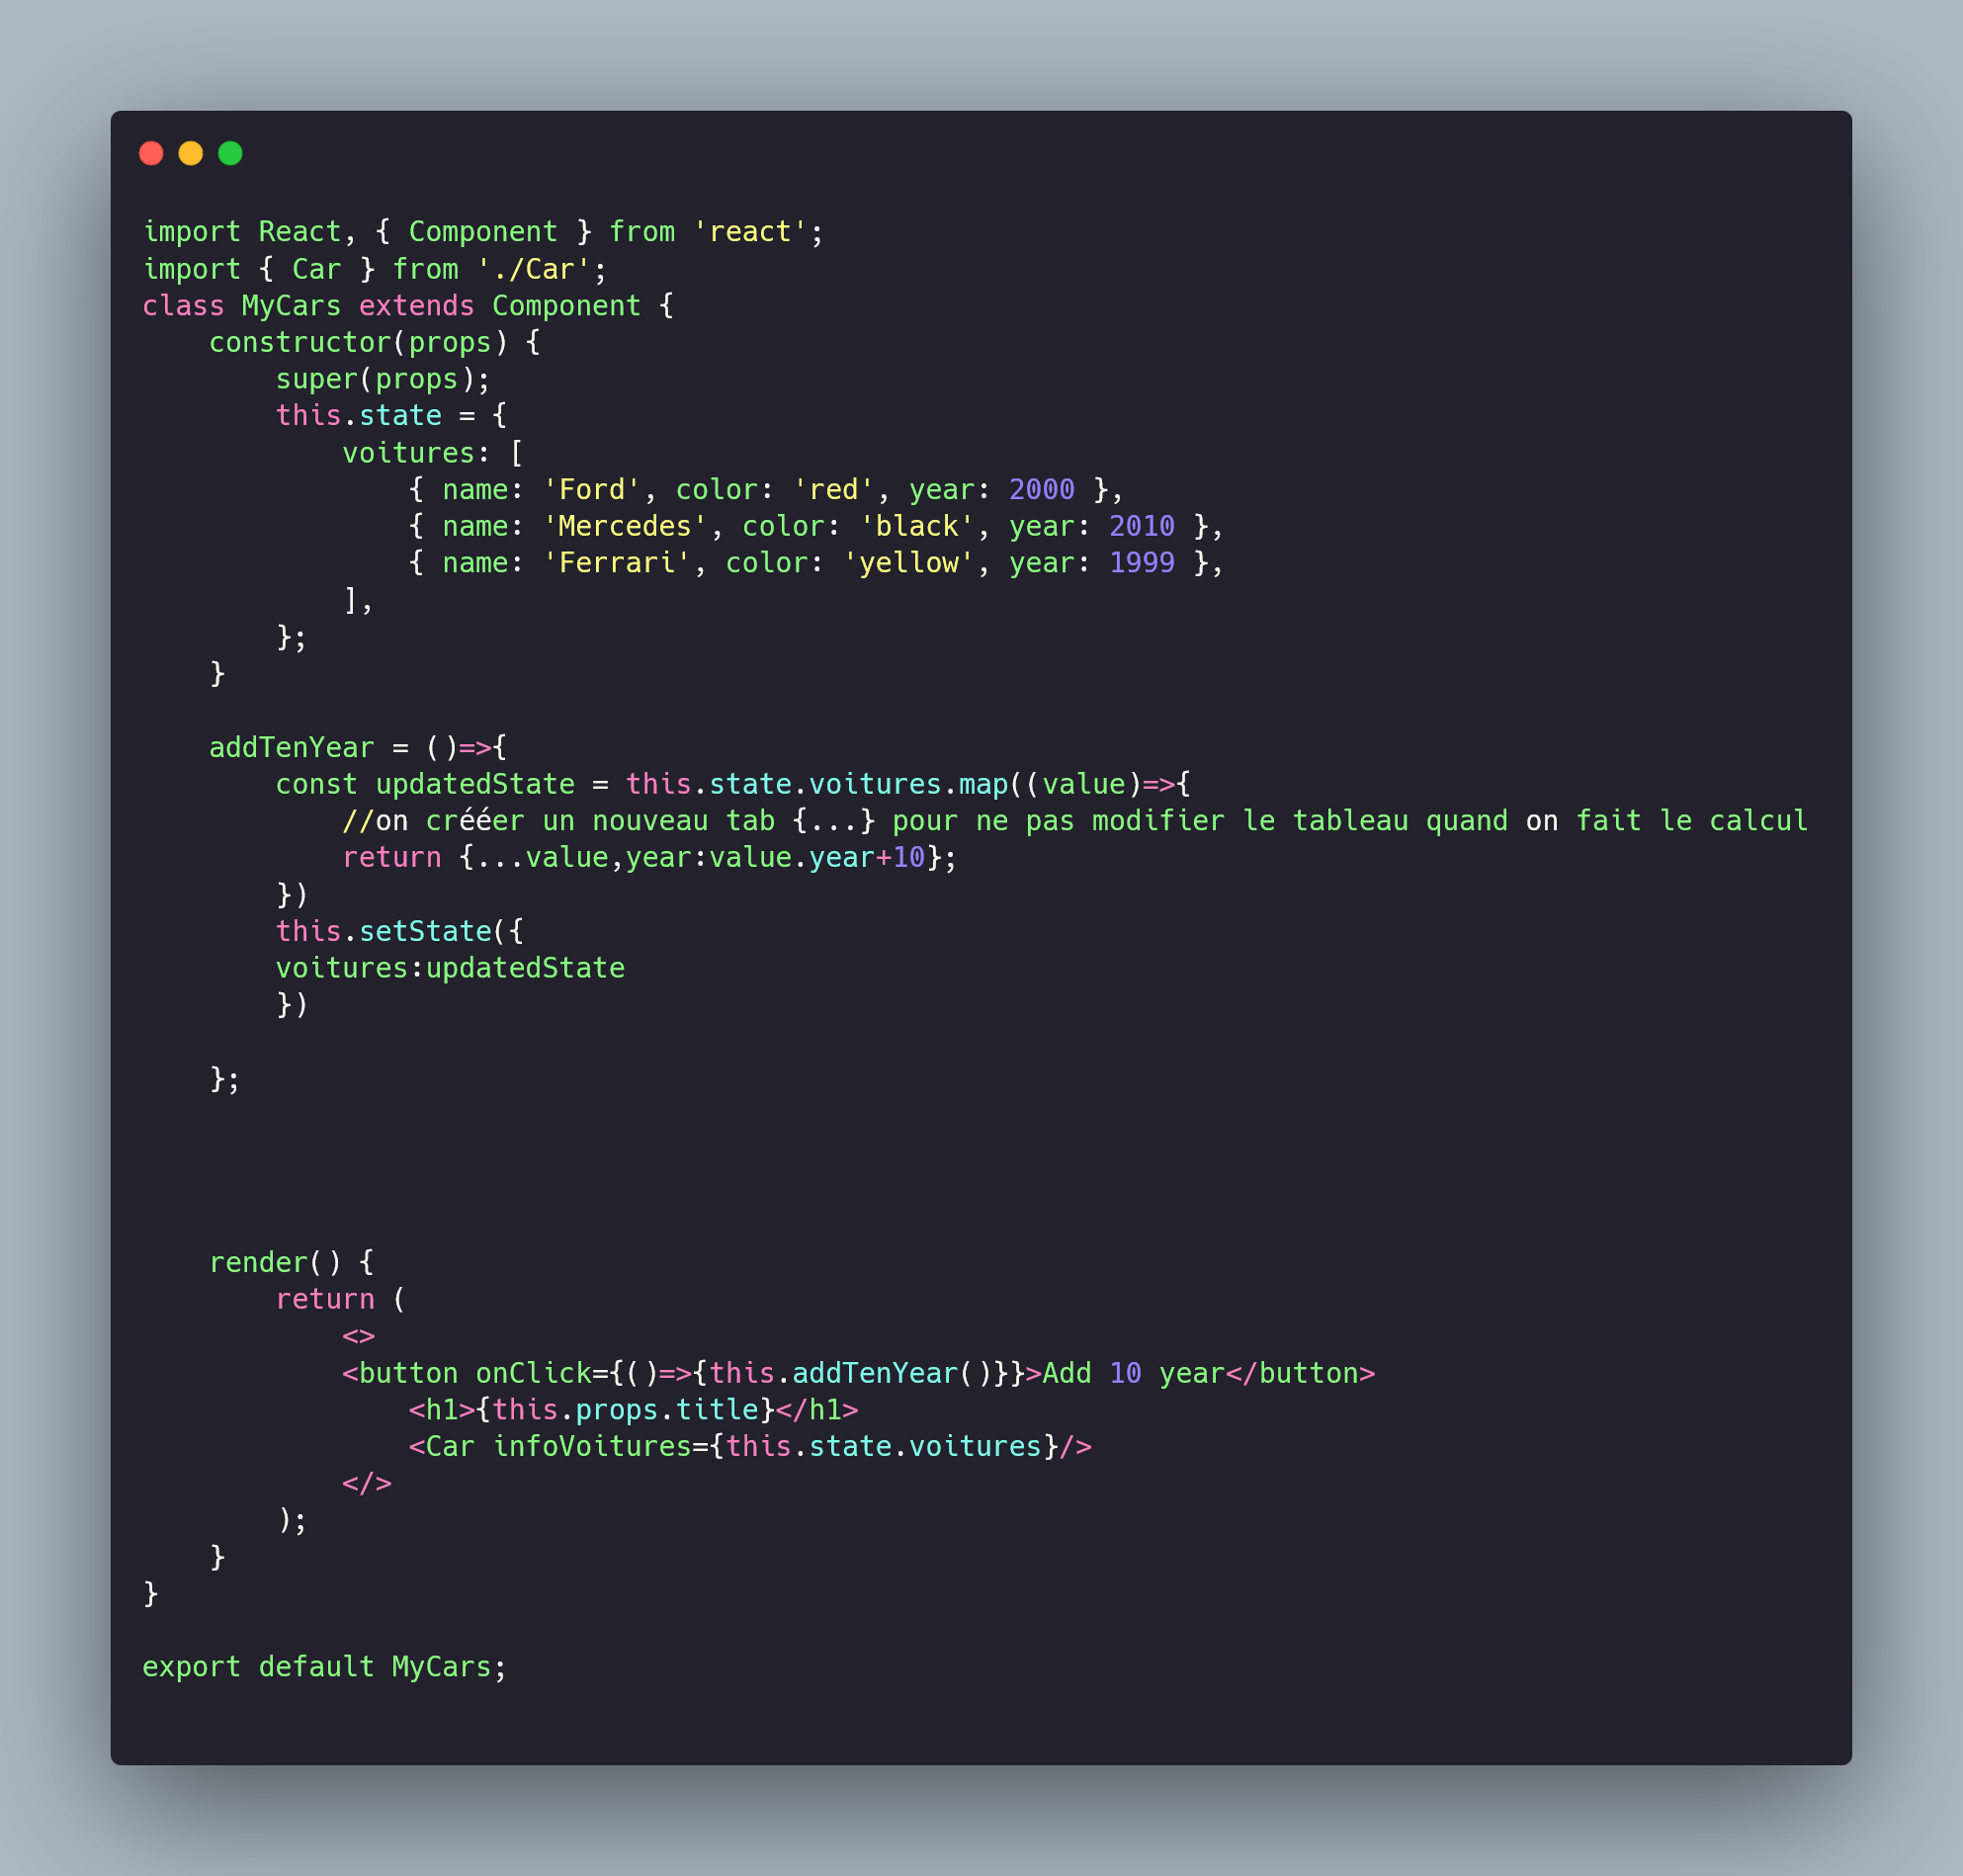 import React, { Component } from 'react';
import { Car } from './Car';
class MyCars extends Component {
    constructor(props) {
        super(props);
        this.state = {
            voitures: [
                { name: 'Ford', color: 'red', year: 2000 },
                { name: 'Mercedes', color: 'black', year: 2010 },
                { name: 'Ferrari', color: 'yellow', year: 1999 },
            ],
        };
    }
    addTenYear = ()=>{
        const updatedState = this.state.voitures.map((value)=>{
            //on créér un nouveau tab {...} pour ne pas modifier le tableau quand on fait le calcul
            return {...value,year:value.year+10};
        })
        this.setState({
        voitures:updatedState
        })
    };
    render() {
        return (
            <>
            <button onClick={()=>{this.addTenYear()}}>Add 10 year</button>
                <h1>{this.props.title}</h1>
                <Car infoVoitures={this.state.voitures}/>
            </>
        );
    }
}
export default MyCars;